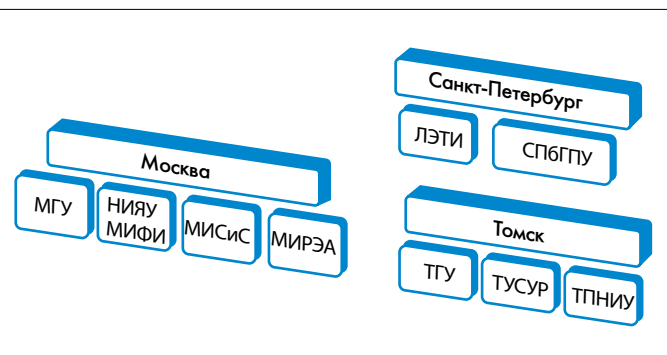 Москва
МГУ
НИЯУ
МИФИ
МИСиС
МИРЭА
Санкт-Петербург
ЛЭТИ
СПбГПУ
Томск
ТГУ
ТУСУР
ТПНИУ